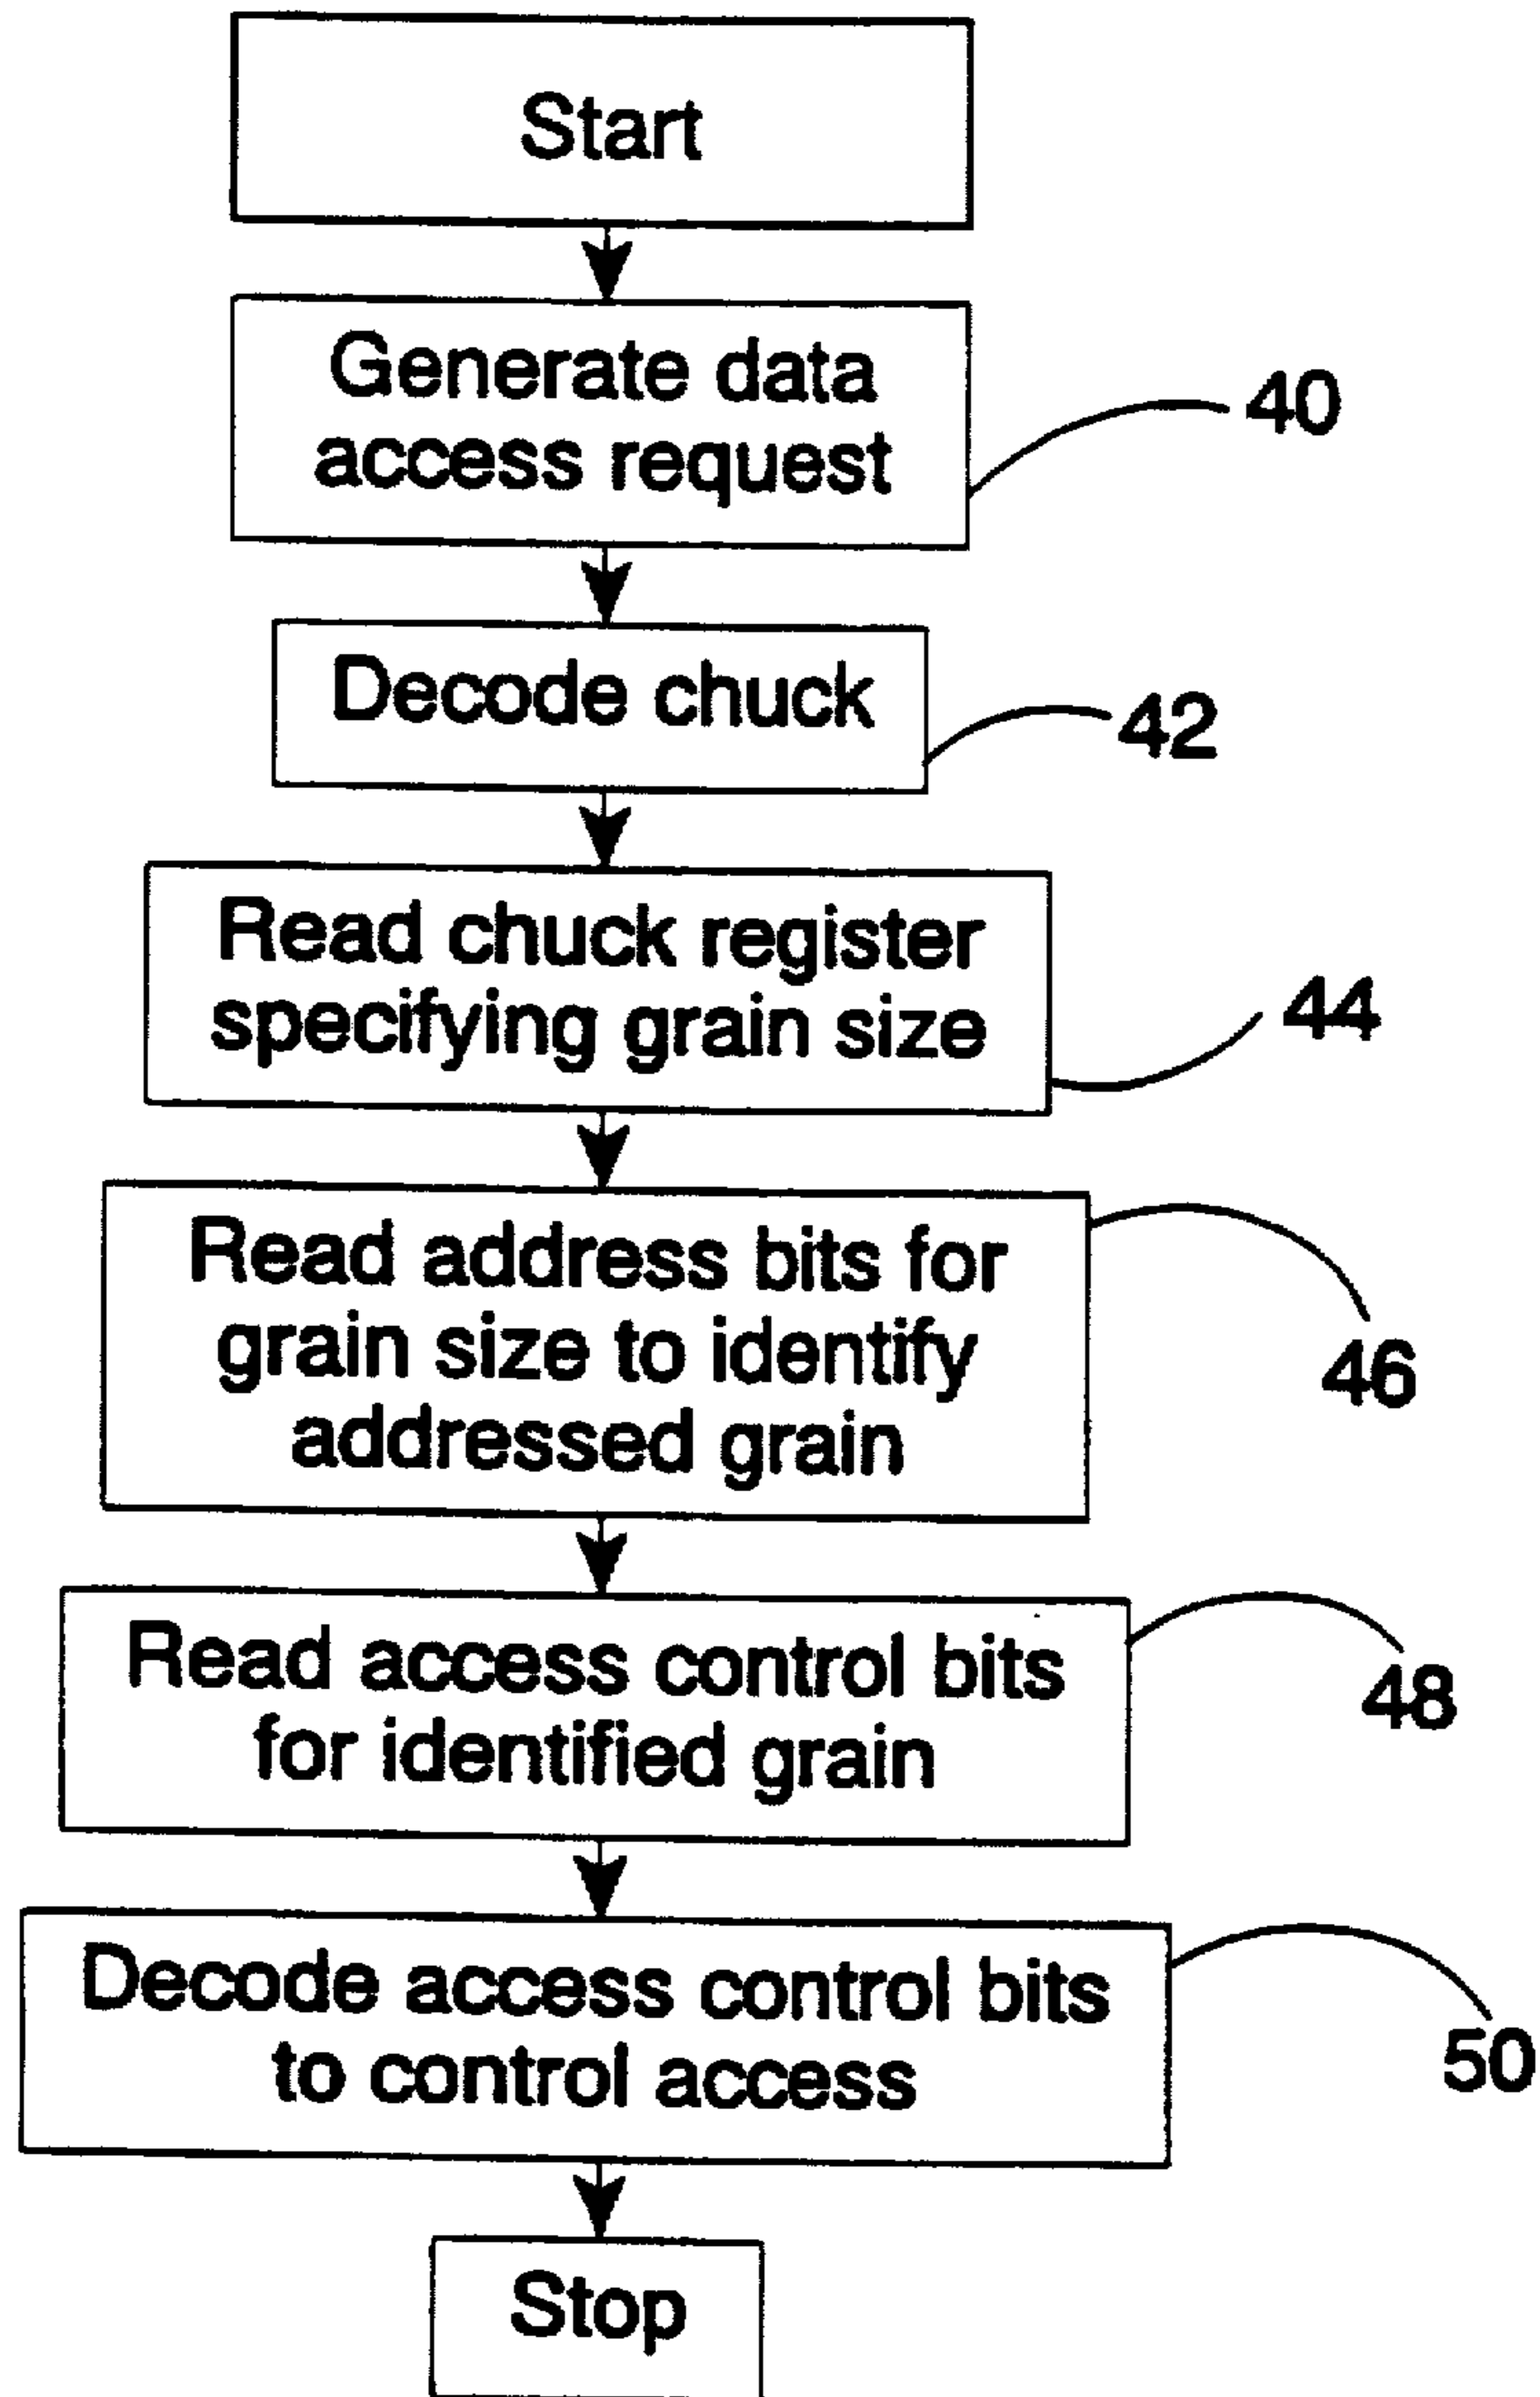 Start
Generate data
access request
40
Decode chuck
42
Read chuck register
specifying grain size
44
Read address bits for
grain size to identify
addressed grain
46
Read access control bits
for identified grain
48
Decode access control bits
to control access
50
Stop